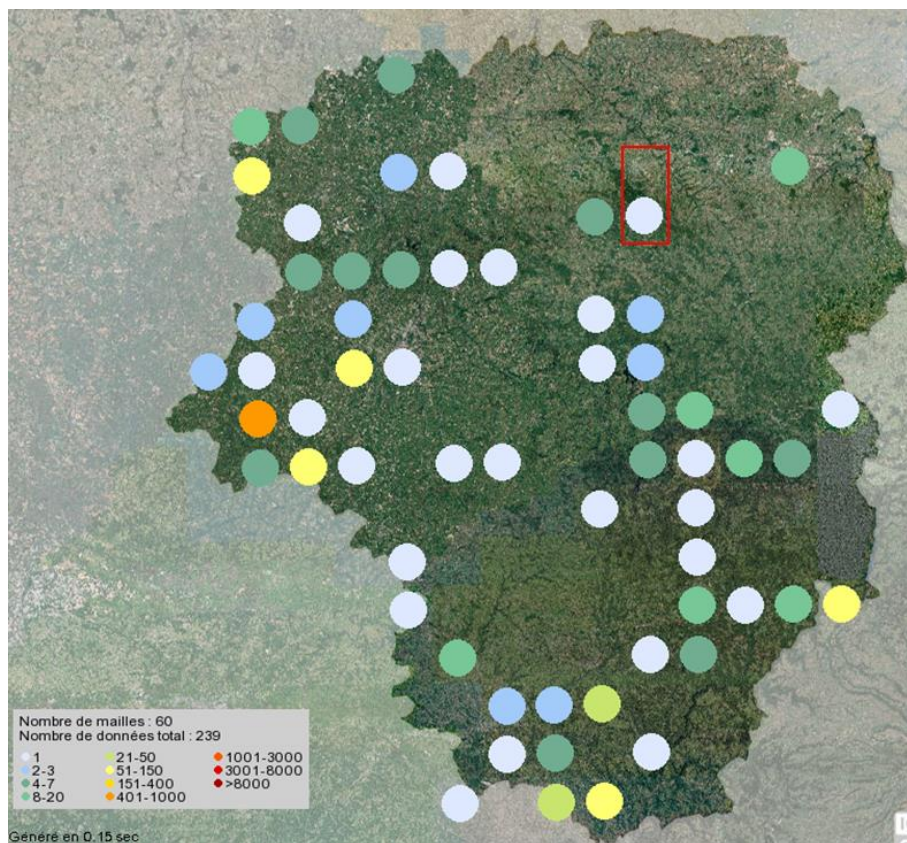 Nombre de mailles : 60
Nombre de données total : 239
1 21-50 1001-3000
2-3 51-150 3001-8000
4-7 151-400 >8000
8-20 401-1000
Généré en 0.15 sec